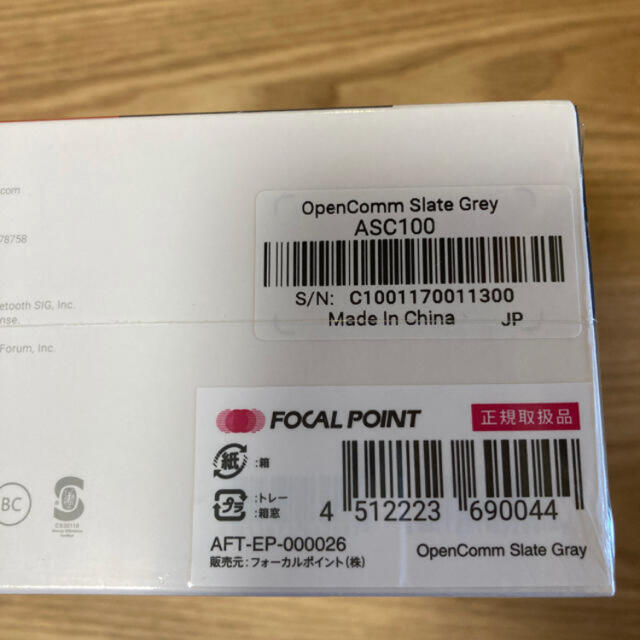 .com
78758
etooth SIG, Inc.
nse.
Forum, Inc.
OpenComm Slate Grey
ASC100
S/N: C1001170011300
Made In China JP
FOCAL POINT 正規取扱品
紙 :箱
プラ :トレー
:箱窓
4 512223 690044
AFT-EP-000026 OpenComm Slate Gray
販売元:フォーカルポイント(株)
BC